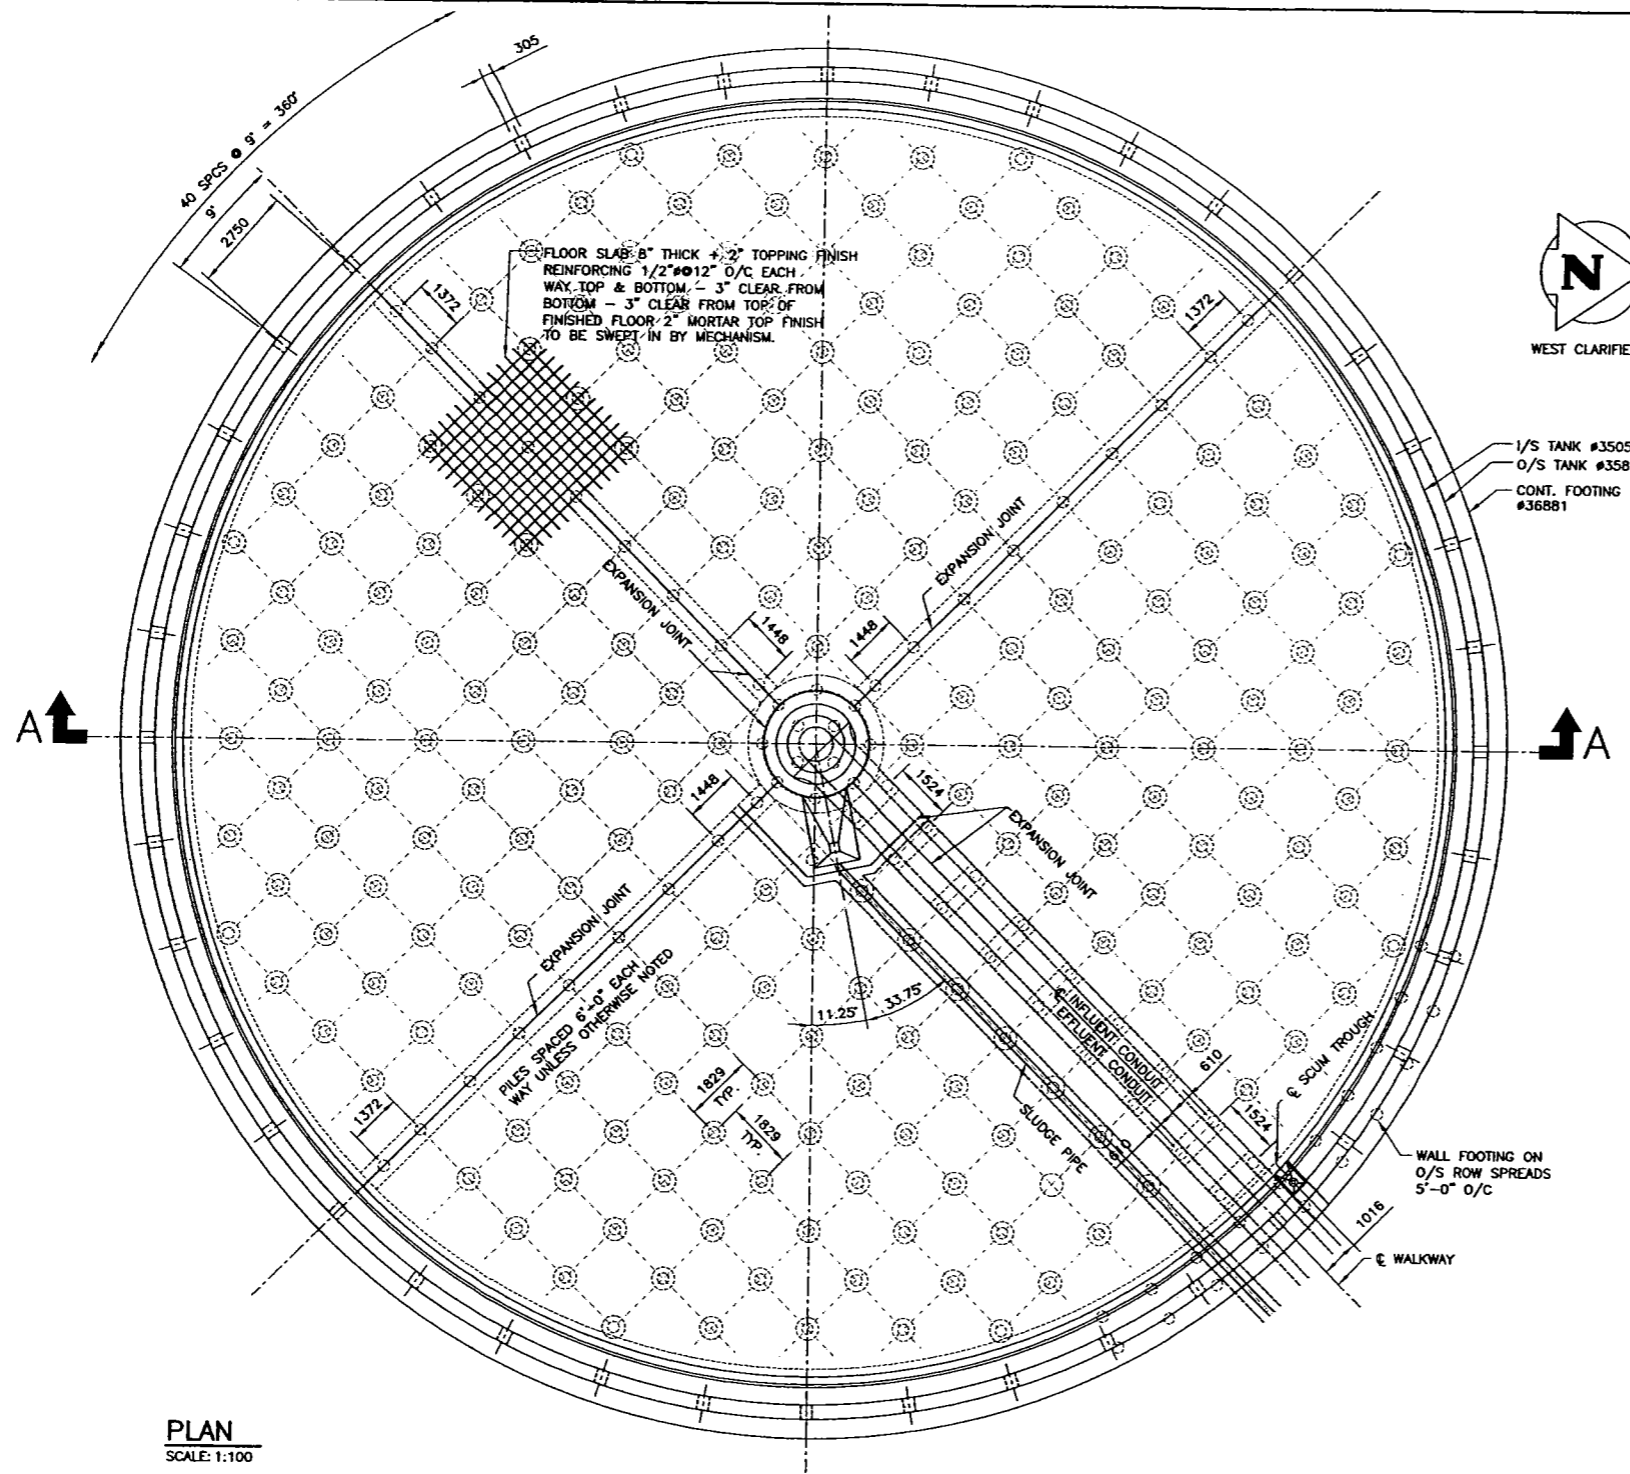 305
40 SPCS @ 9° = 360°
9°
2750
FLOOR SLAB 8" THICK + 2" TOPPING FINISH
REINFORCING 1/2"ø@12" O/C EACH
WAY TOP & BOTTOM - 3" CLEAR FROM
BOTTOM - 3" CLEAR FROM TOP OF
FINISHED FLOOR 2" MORTAR TOP FINISH
TO BE SWEPT IN BY MECHANISM.
1372
1372
N
WEST CLARIFIE
I/S TANK ø3505
O/S TANK ø358
CONT. FOOTING
ø36881
EXPANSION JOINT
EXPANSION JOINT
1448
1448
A
A
1448
1524
EXPANSION JOINT
EXPANSION JOINT
PILES SPACED 6'-0" EACH
WAY UNLESS OTHERWISE NOTED
11.25°
33.75°
℄ INFLUENT CONDUIT
EFFLUENT CONDUIT
610
℄ SCUM TROUGH
1829
TYP.
1829
TYP.
1372
SLUDGE PIPE
1524
WALL FOOTING ON
O/S ROW SPREADS
5'-0" O/C
1016
℄ WALKWAY
PLAN
SCALE: 1:100